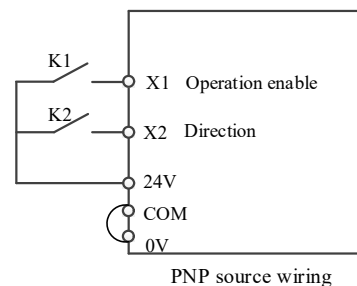 K1
X1 Operation enable
K2
X2 Direction
24V
COM
0V
PNP source wiring